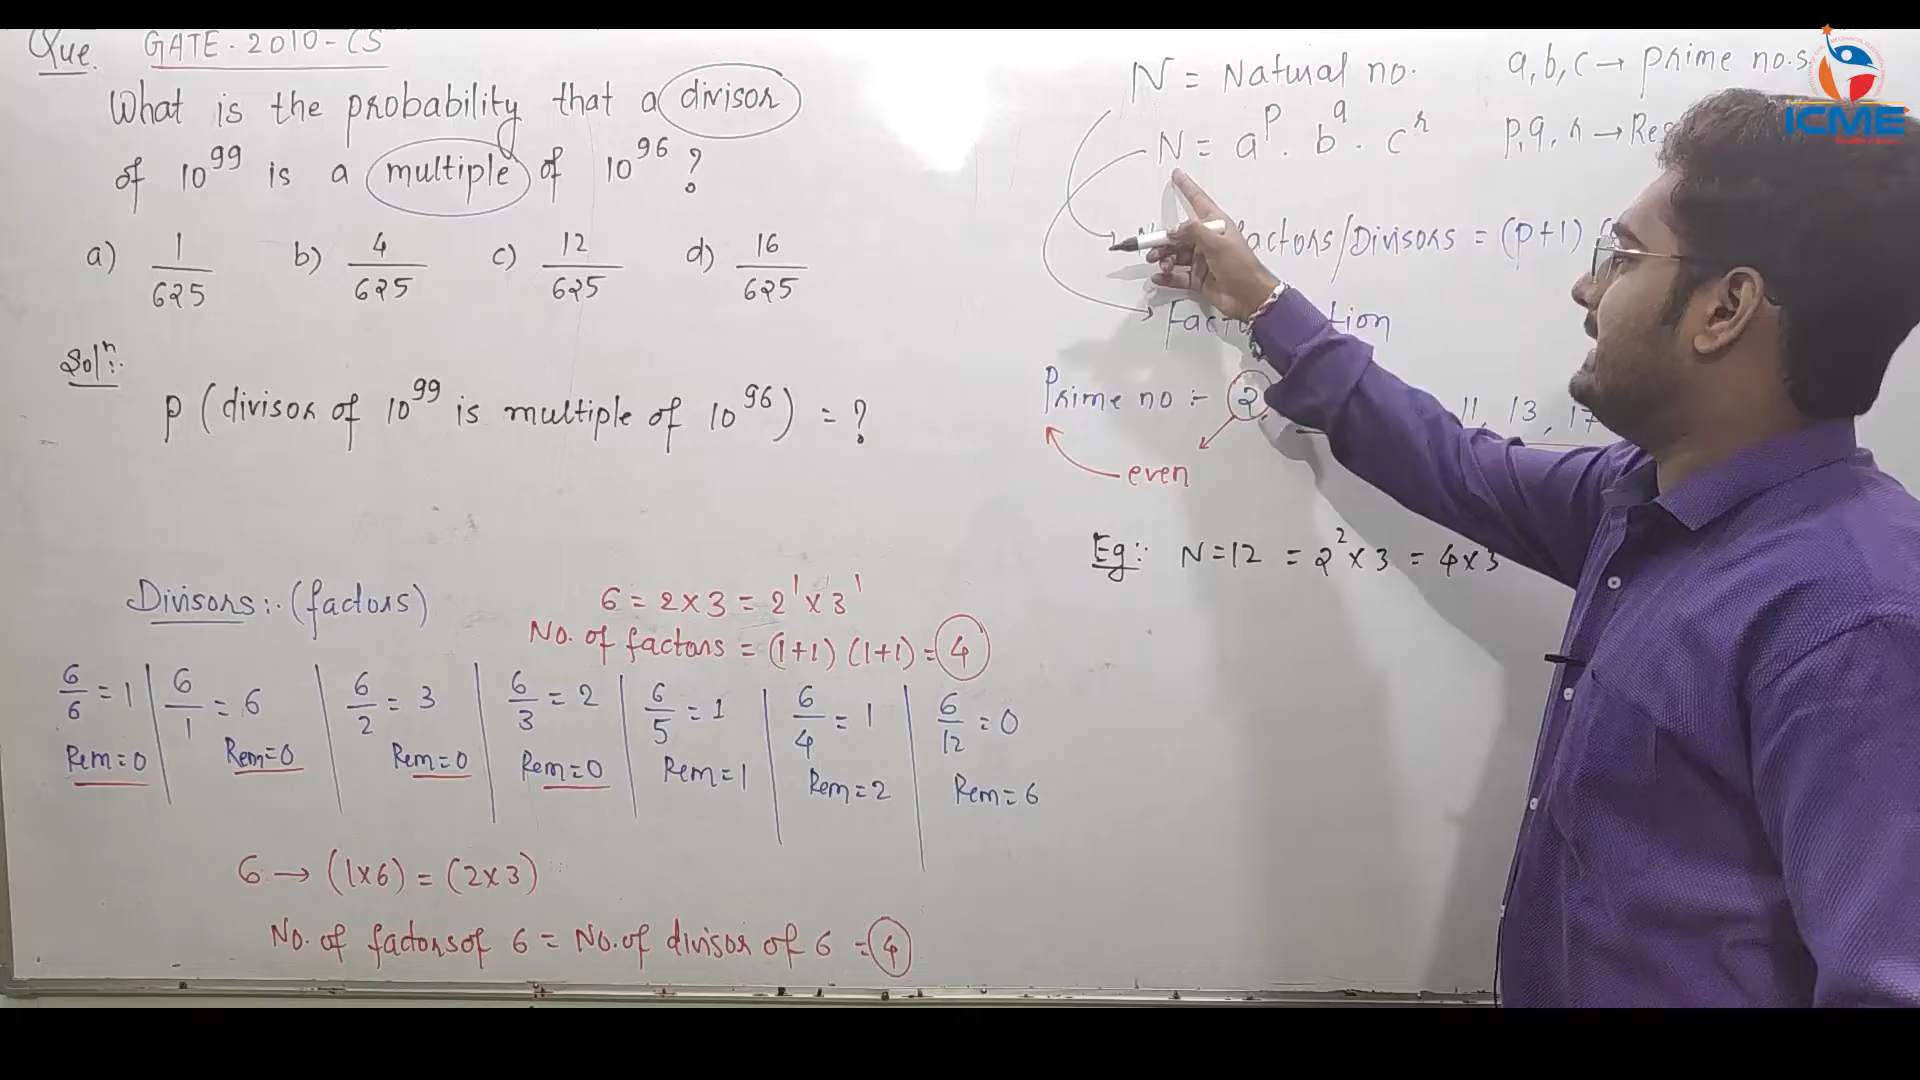 Que. GATE-2010-CS
What is the probability that a divisor
of 10^99 is a multiple of 10^96 ?
a) 1/625 b) 4/625 c) 12/625 d) 16/625
Solⁿ:
P (divisor of 10^99 is multiple of 10^96) = ?
Divisors: (factors)
6 = 2×3 = 2^1 × 3^1
No. of factors = (1+1) (1+1) = 4
6/6 = 1 6/1 = 6 6/2 = 3 6/3 = 2 6/5 = 1 6/4 = 1 6/12 = 0
Rem=0 Rem=0 Rem=0 Rem=0 Rem=1 Rem=2 Rem=6
6 → (1×6) = (2×3)
No. of factors of 6 = No. of divisor of 6 = 4
N = Natural no. a,b,c → prime no.s
N = a^p . b^q . c^r p,q,r →
/Divisors = (p+1)
Prime no :- 2, 11, 13, 17
even
Eg: N=12 = 2^2 × 3 = 4×3
ICME